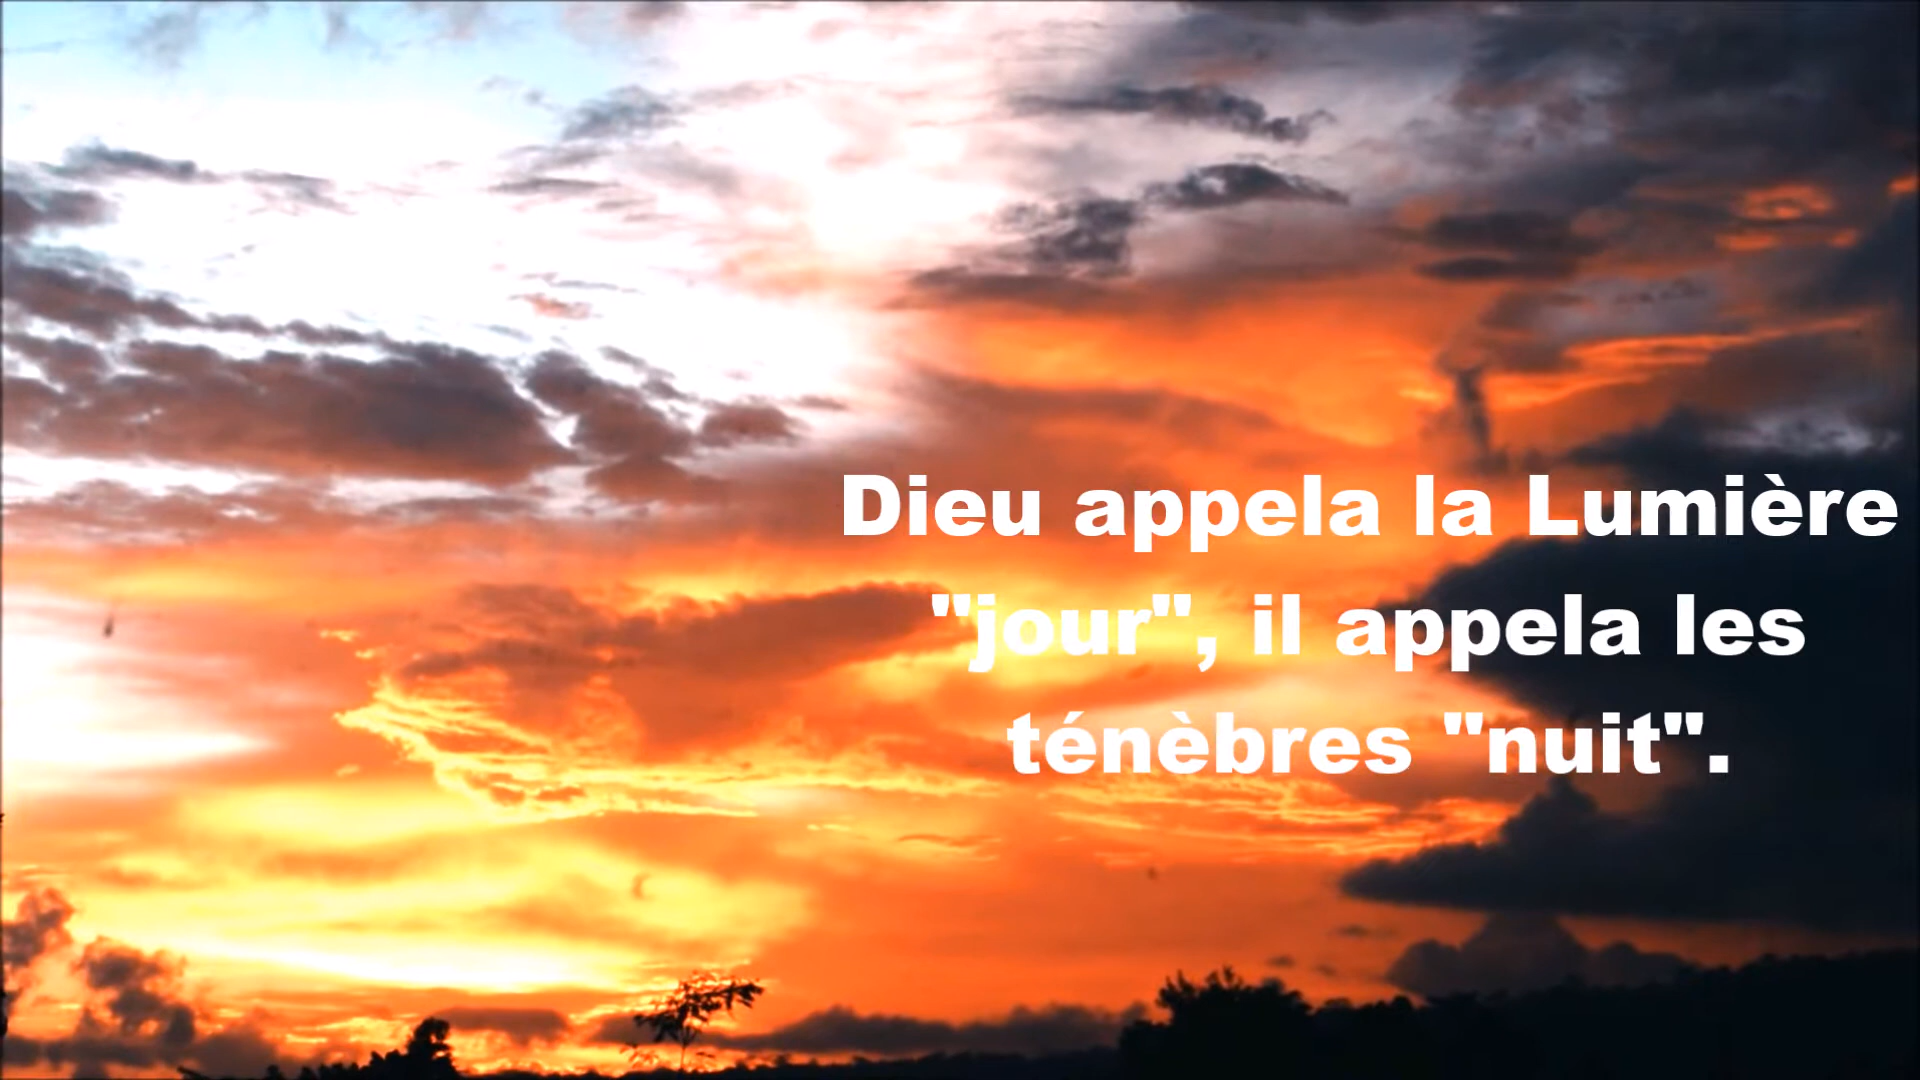 Dieu appela la Lumière
"jour", il appela les
ténèbres "nuit".